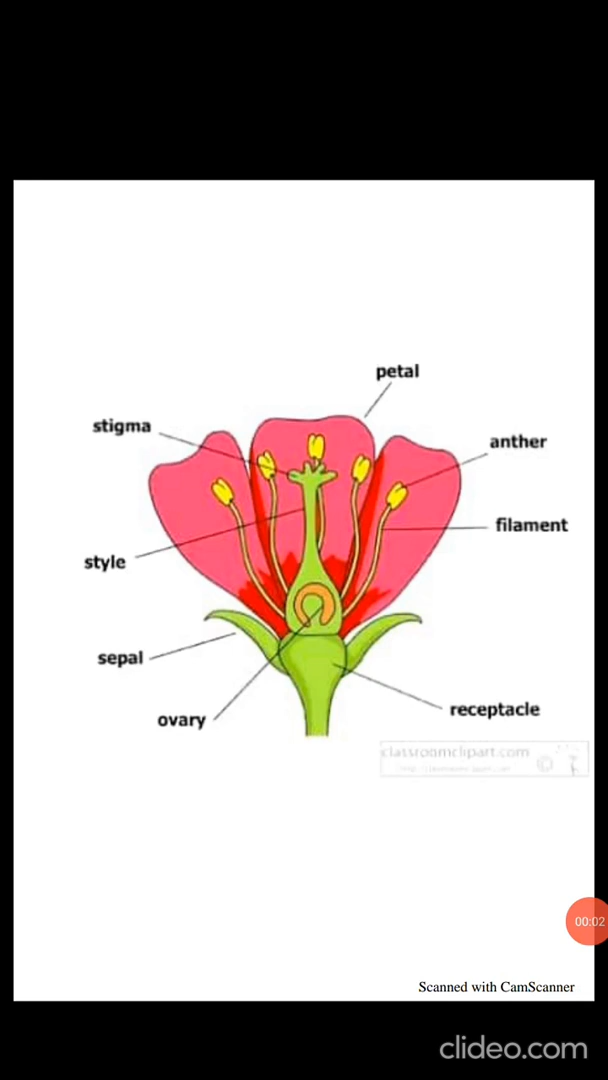 petal
stigma
anther
filament
style
sepal
ovary
receptacle
classroomclipart.com
©
00:02
Scanned with CamScanner
clideo.com